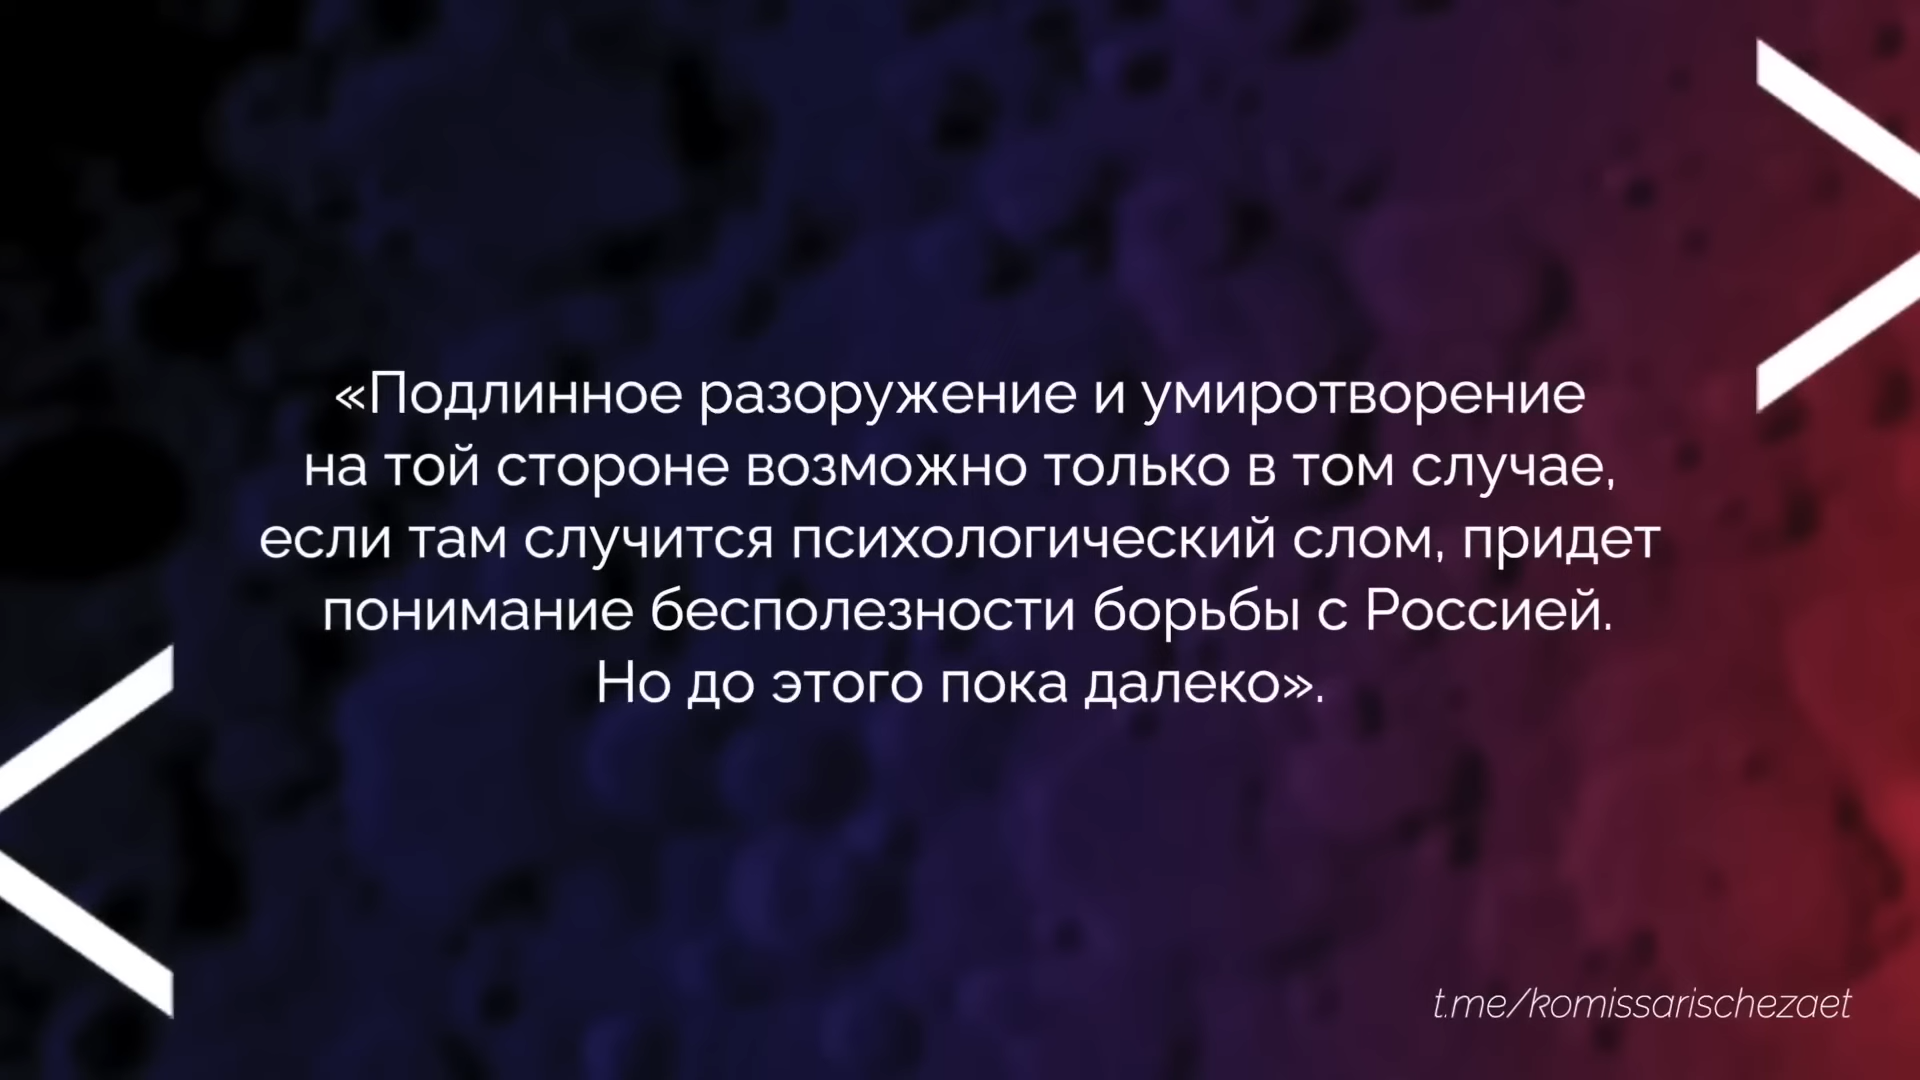 «Подлинное разоружение и умиротворение
на той стороне возможно только в том случае,
если там случится психологический слом, придет
понимание бесполезности борьбы с Россией.
Но до этого пока далеко».
t.me/komissarischezaet